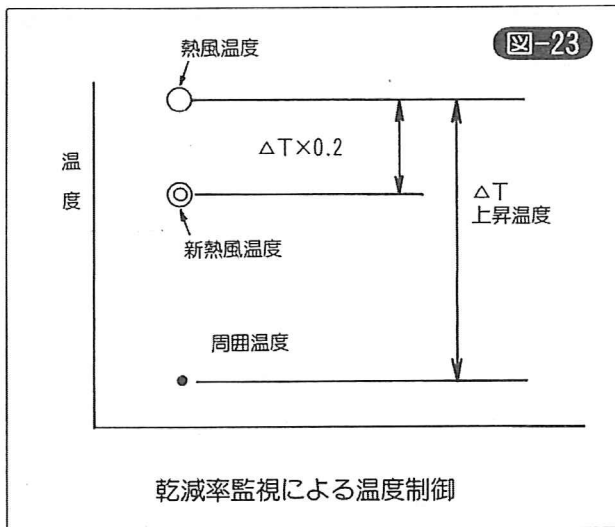 図-23
熱風温度
△T×0.2
温
度
△T
上昇温度
新熱風温度
周囲温度
乾減率監視による温度制御